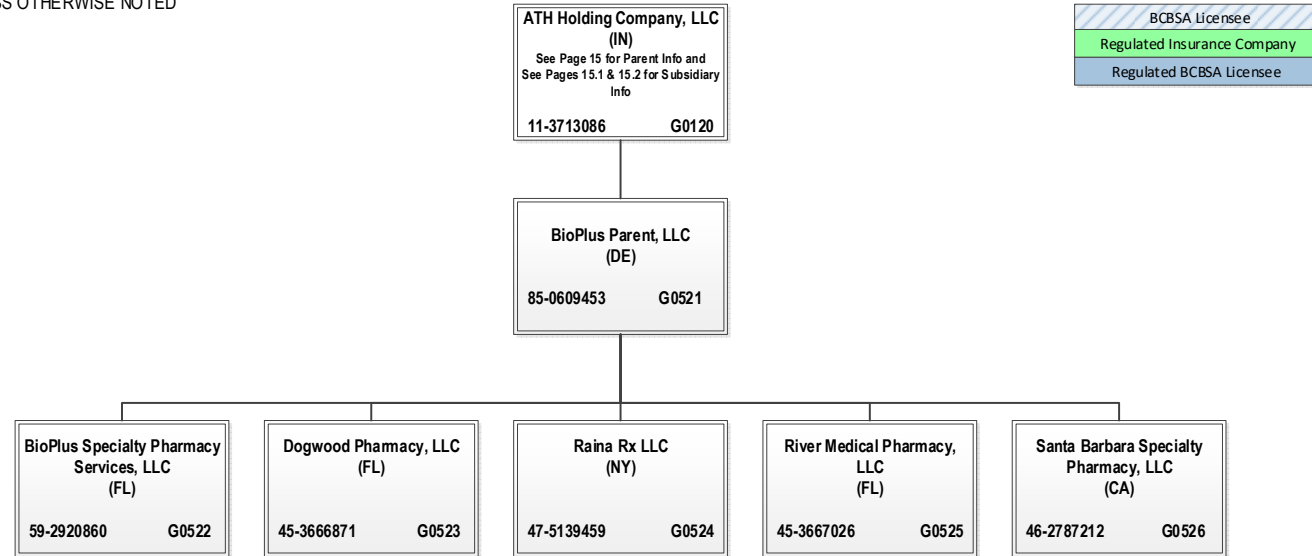 OTHERWISE NOTED
ATH Holding Company, LLC
(IN)
See Page 15 for Parent Info and
See Pages 15.1 & 15.2 for Subsidiary
Info
11-3713086 G0120
BCBSA Licensee
Regulated Insurance Company
Regulated BCBSA Licensee
BioPlus Parent, LLC
(DE)
85-0609453 G0521
BioPlus Specialty Pharmacy
Services, LLC
(FL)
59-2920860 G0522
Dogwood Pharmacy, LLC
(FL)
45-3666871 G0523
Raina Rx LLC
(NY)
47-5139459 G0524
River Medical Pharmacy,
LLC
(FL)
45-3667026 G0525
Santa Barbara Specialty
Pharmacy, LLC
(CA)
46-2787212 G0526